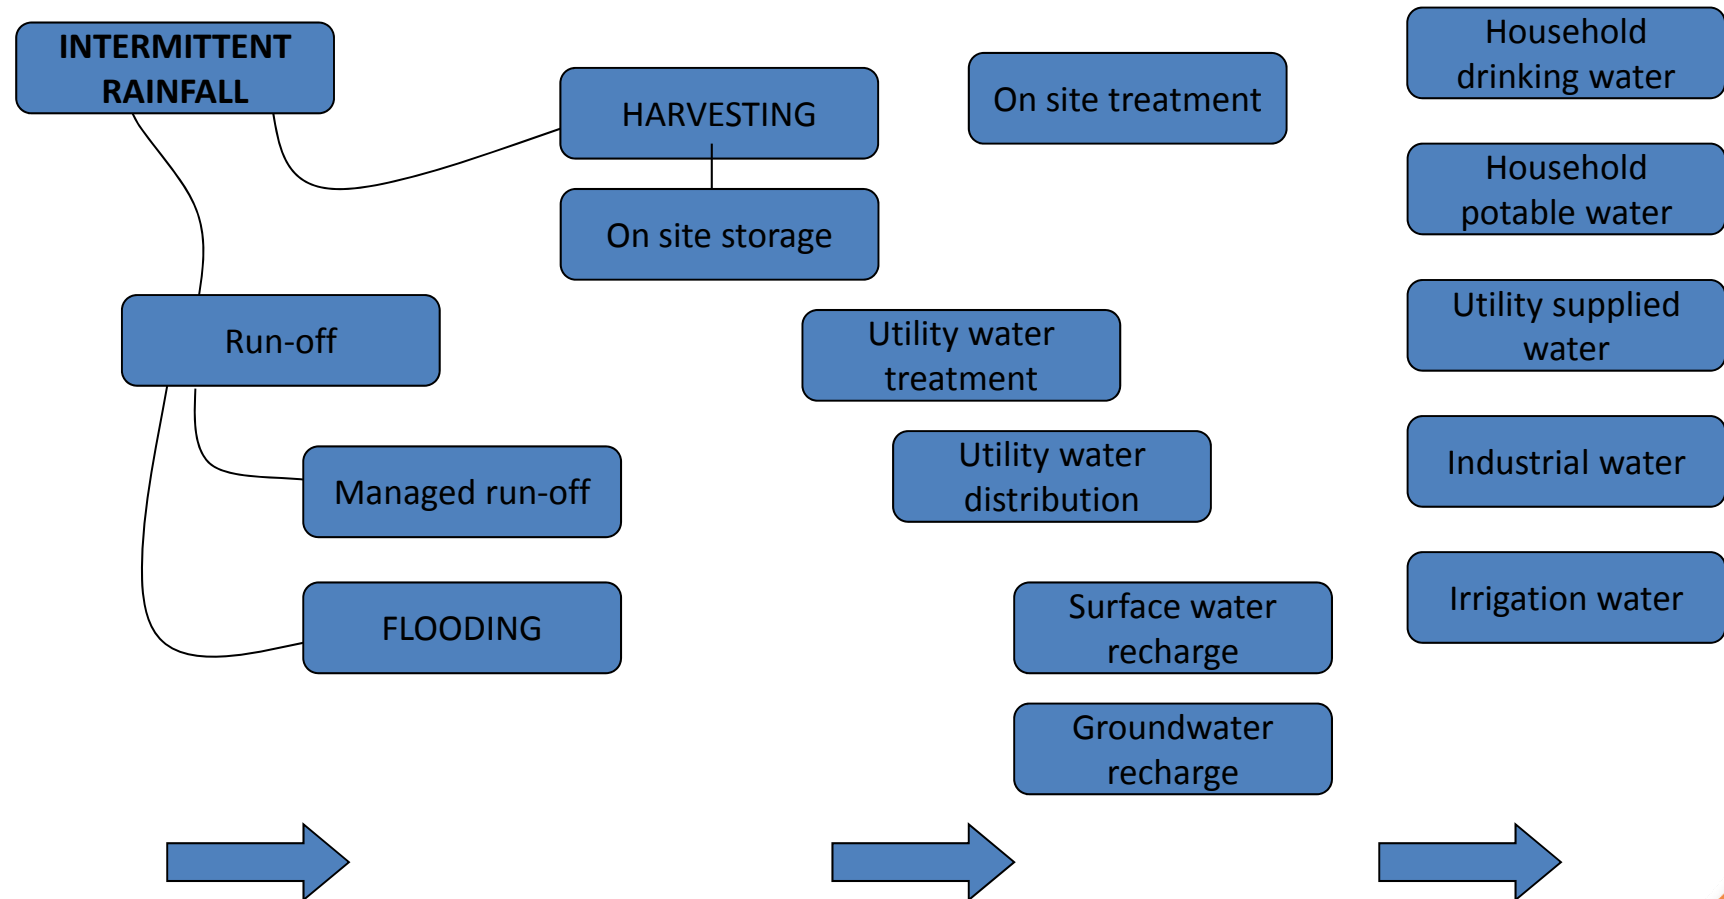 INTERMITTENT
RAINFALL
HARVESTING
On site storage
Run-off
Managed run-off
FLOODING
On site treatment
Utility water
treatment
Utility water
distribution
Surface water
recharge
Groundwater
recharge
Household
drinking water
Household
potable water
Utility supplied
water
Industrial water
Irrigation water